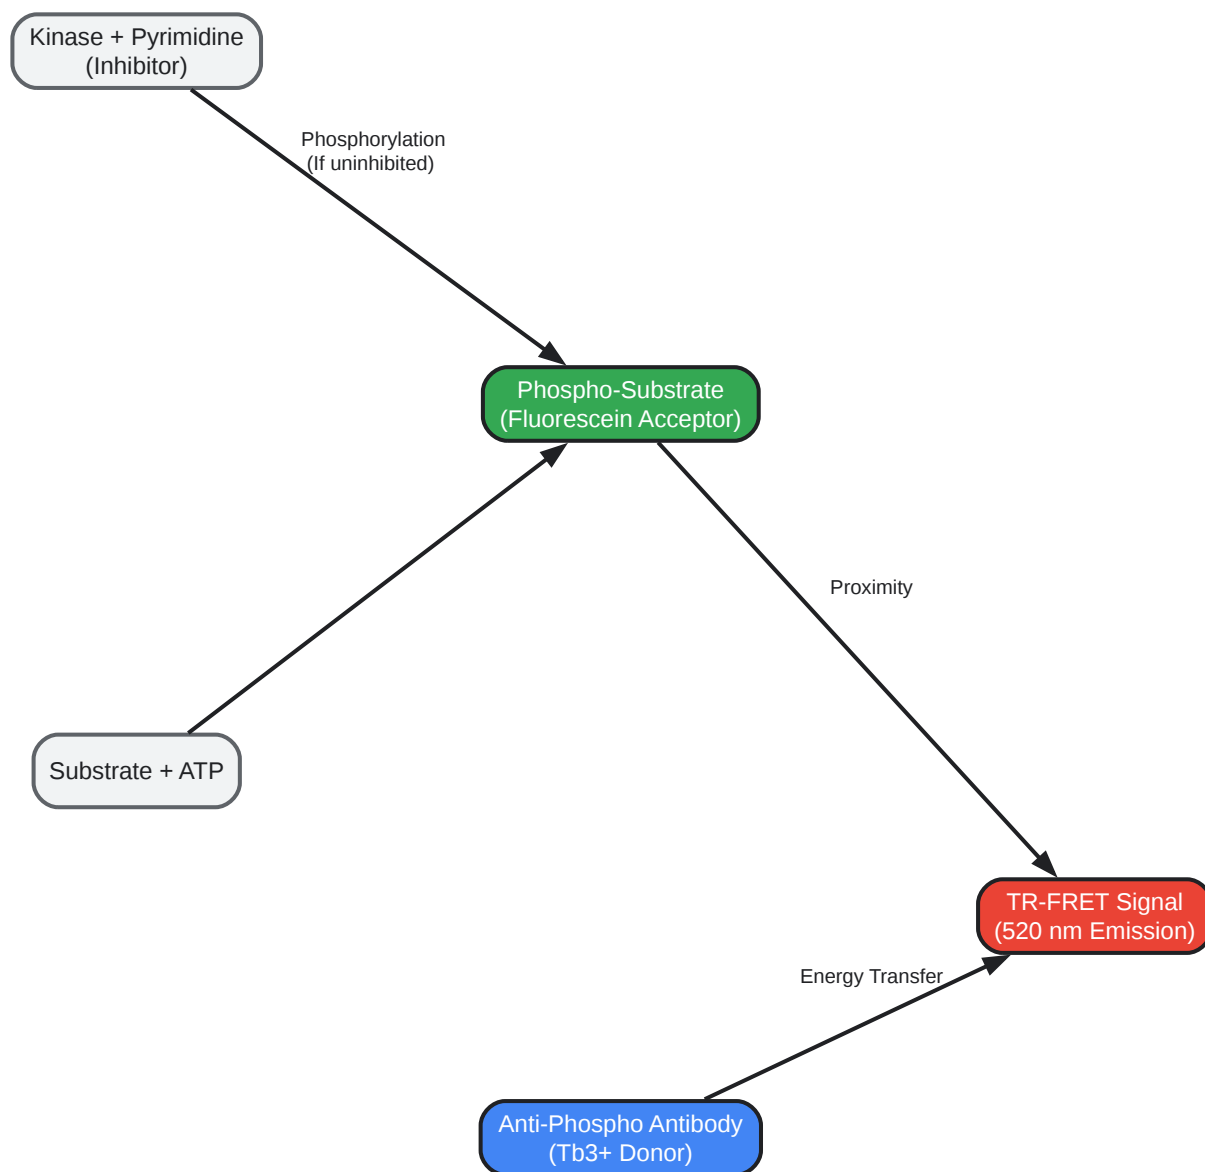 Kinase + Pyrimidine
(Inhibitor)
Phosphorylation
(If uninhibited)
Phospho-Substrate
(Fluorescein Acceptor)
Proximity
Substrate + ATP
TR-FRET Signal
(520 nm Emission)
Energy Transfer
Anti-Phospho Antibody
(Tb3+ Donor)